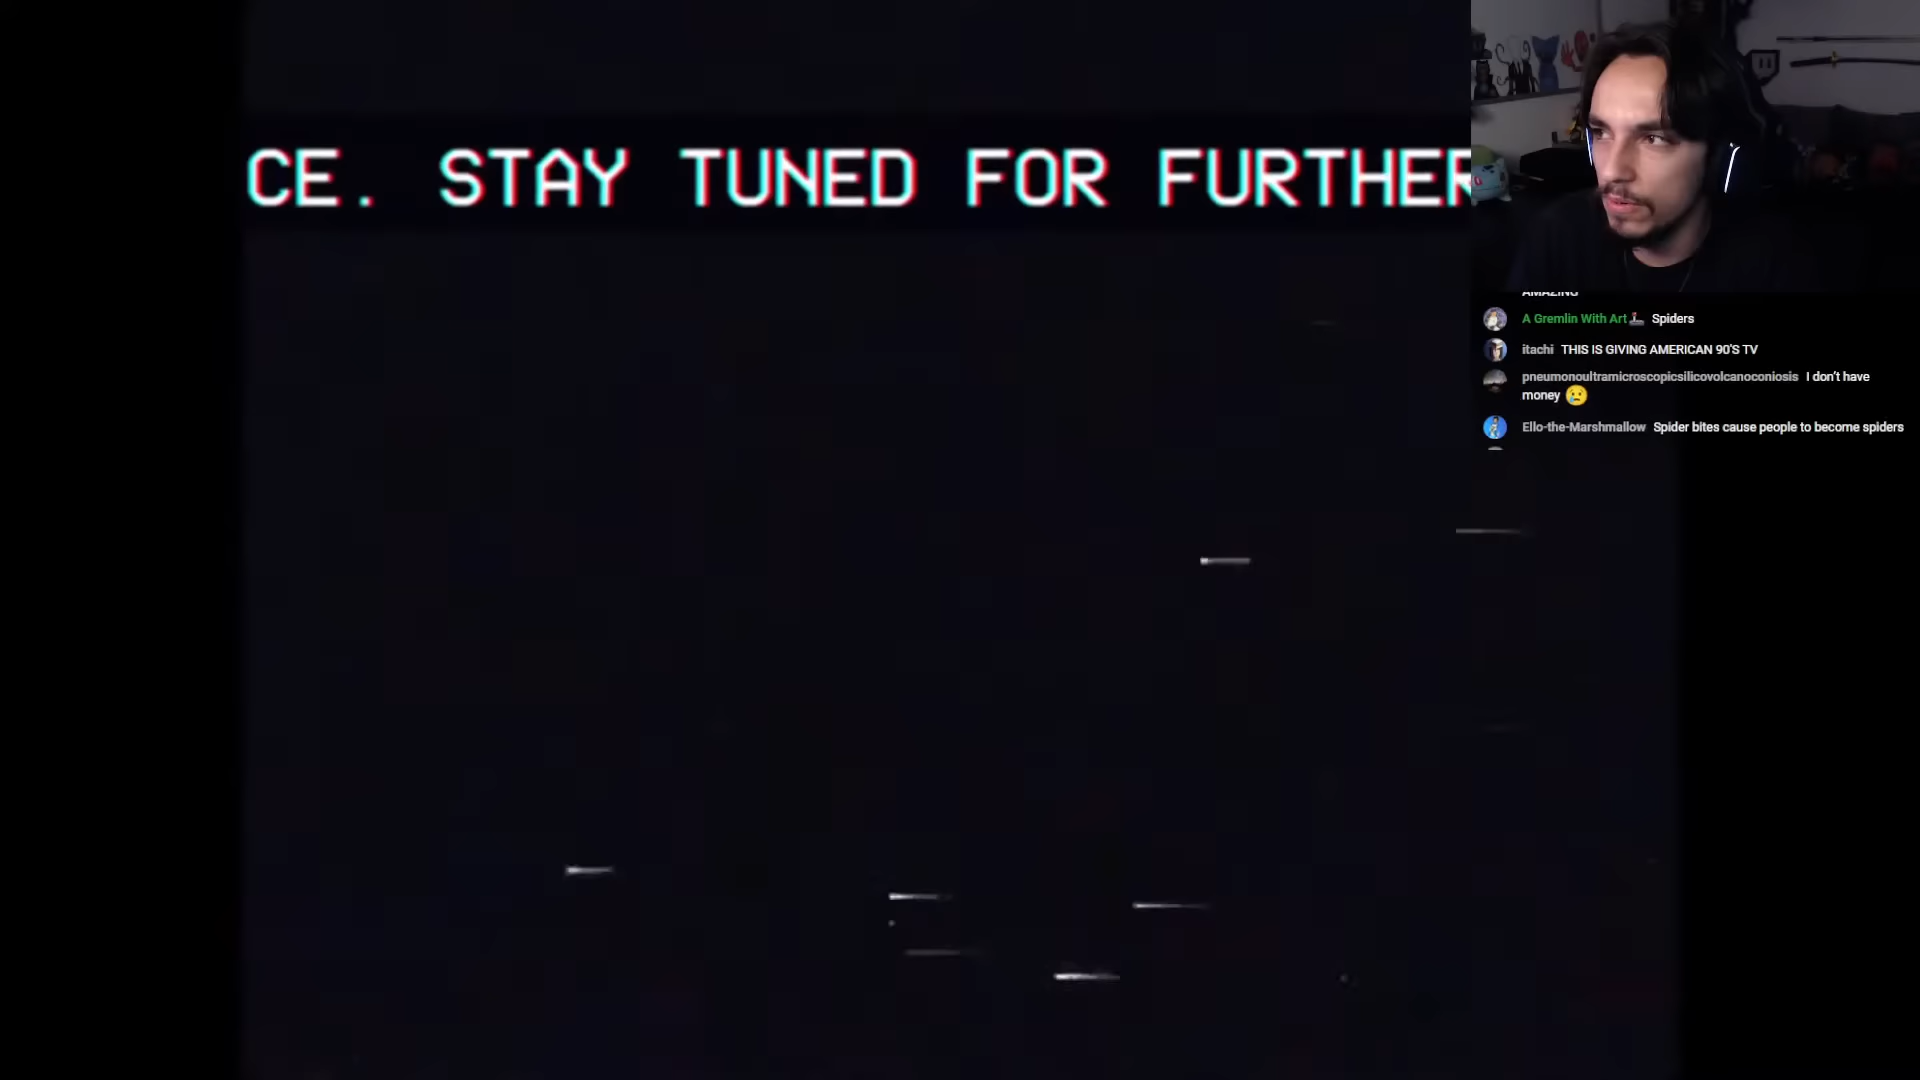 CE. STAY TUNED FOR FURTHER
AMAZING
A Gremlin With Art Spiders
itachi THIS IS GIVING AMERICAN 90'S TV
pneumonoultramicroscopicsilicovolcanoconiosis I don't have
money 😢
Ello-the-Marshmallow Spider bites cause people to become spiders